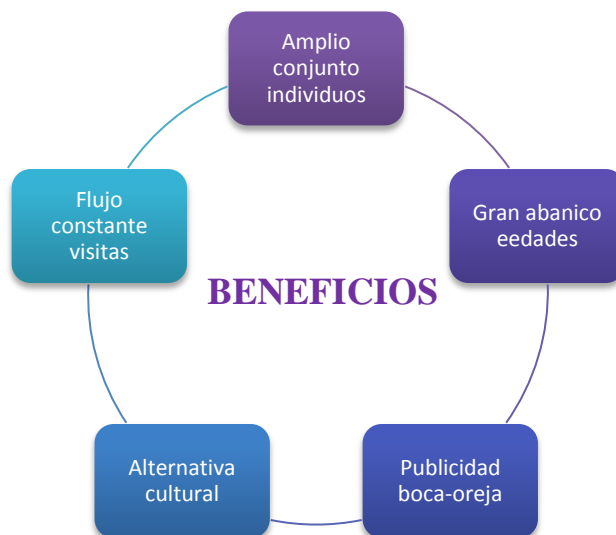 Amplio
conjunto
individuos
Gran abanico
eedades
Publicidad
boca-oreja
Alternativa
cultural
Flujo
constante
visitas
BENEFICIOS